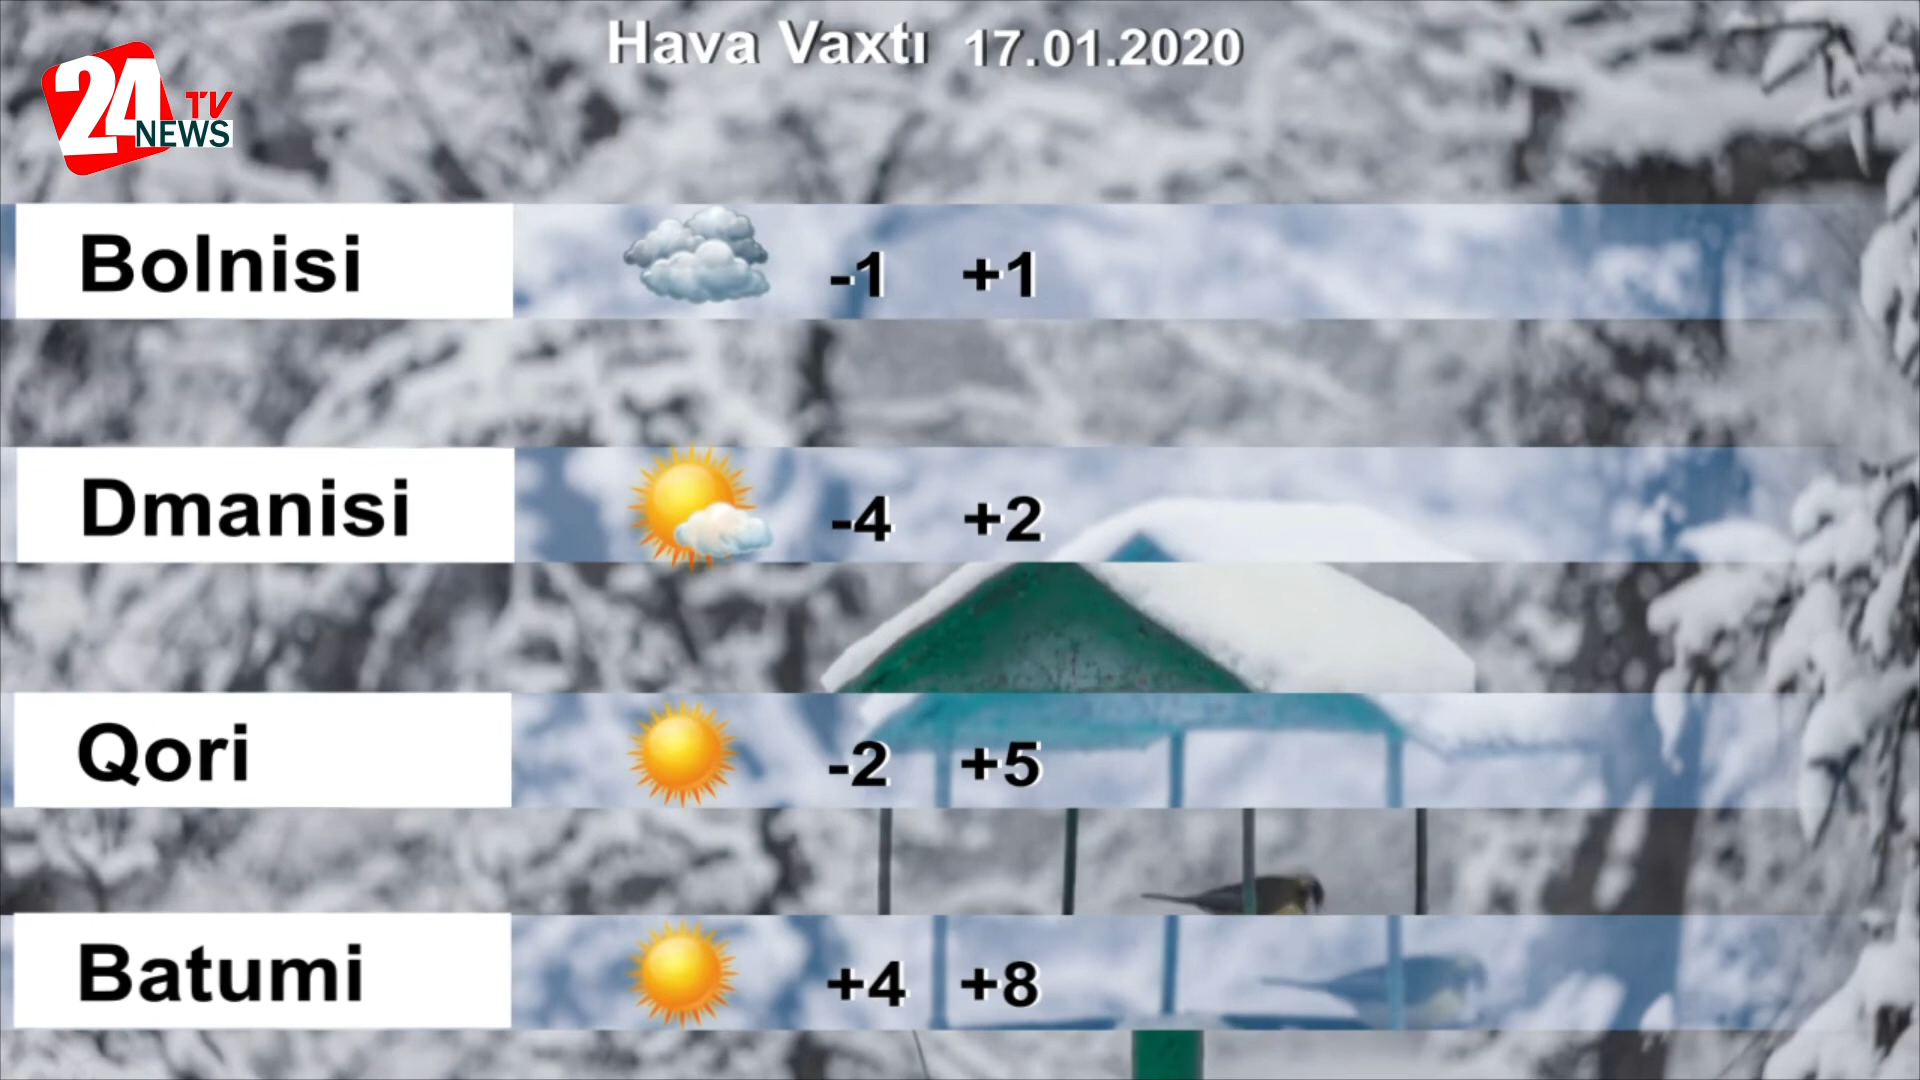 Hava Vaxtı 17.01.2020
24 TV
NEWS
Bolnisi -1 +1
Dmanisi -4 +2
Qori -2 +5
Batumi +4 +8